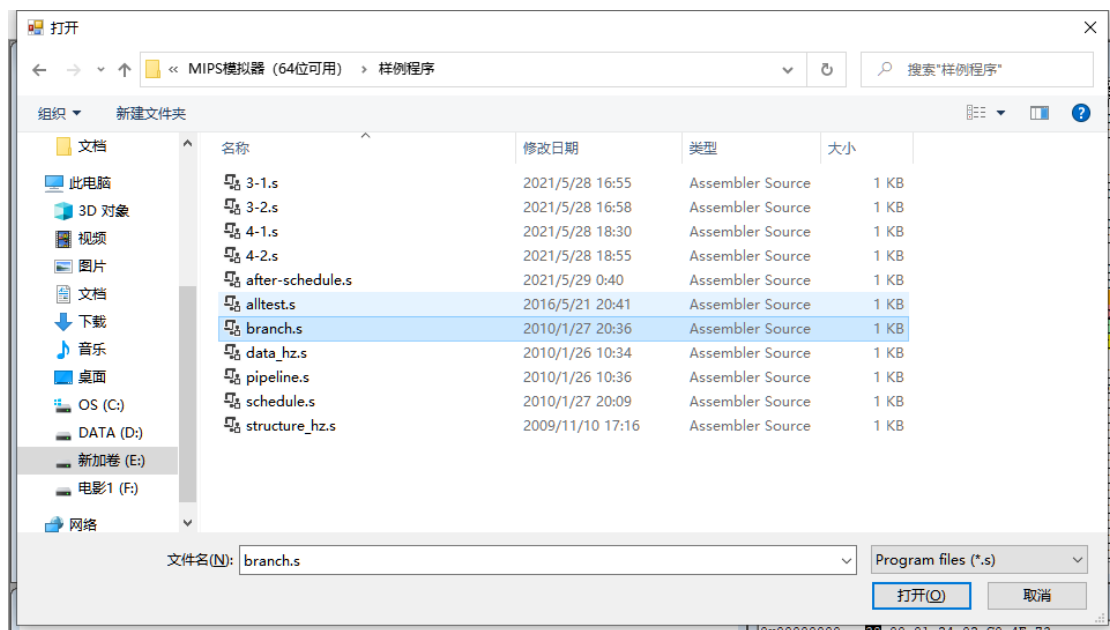 打开
« MIPS模拟器（64位可用） › 样例程序
搜索"样例程序"
组织 新建文件夹
名称 修改日期 类型 大小
文档
此电脑
3D 对象
视频
图片
文档
下载
音乐
桌面
OS (C:)
DATA (D:)
新加卷 (E:)
电影1 (F:)
网络
3-1.s 2021/5/28 16:55 Assembler Source 1 KB
3-2.s 2021/5/28 16:58 Assembler Source 1 KB
4-1.s 2021/5/28 18:30 Assembler Source 1 KB
4-2.s 2021/5/28 18:55 Assembler Source 1 KB
after-schedule.s 2021/5/29 0:40 Assembler Source 1 KB
alltest.s 2016/5/21 20:41 Assembler Source 1 KB
branch.s 2010/1/27 20:36 Assembler Source 1 KB
data_hz.s 2010/1/26 10:34 Assembler Source 1 KB
pipeline.s 2010/1/26 10:36 Assembler Source 1 KB
schedule.s 2010/1/27 20:09 Assembler Source 1 KB
structure_hz.s 2009/11/10 17:16 Assembler Source 1 KB
文件名(N): branch.s Program files (*.s)
打开(O) 取消